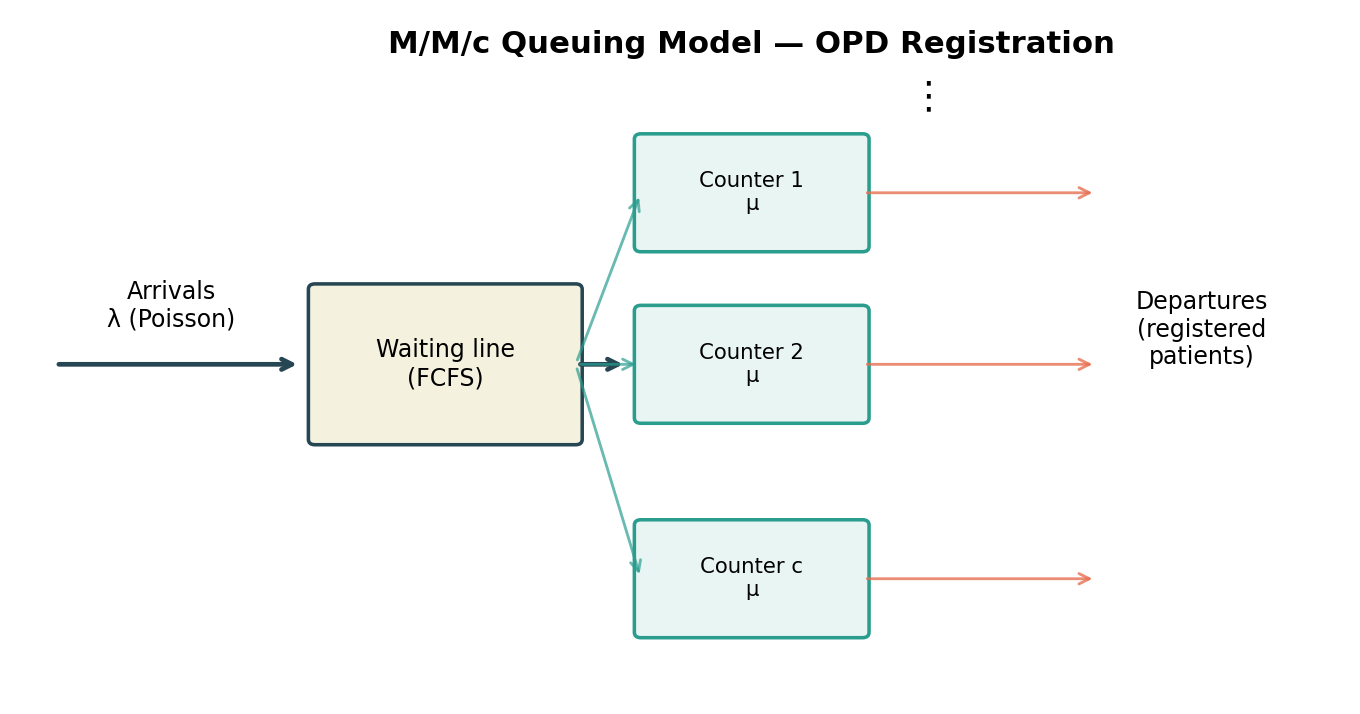 M/M/c Queuing Model — OPD Registration
⋮
Counter 1
μ
Arrivals
λ (Poisson)
Waiting line
(FCFS)
Counter 2
μ
Departures
(registered
patients)
Counter c
μ